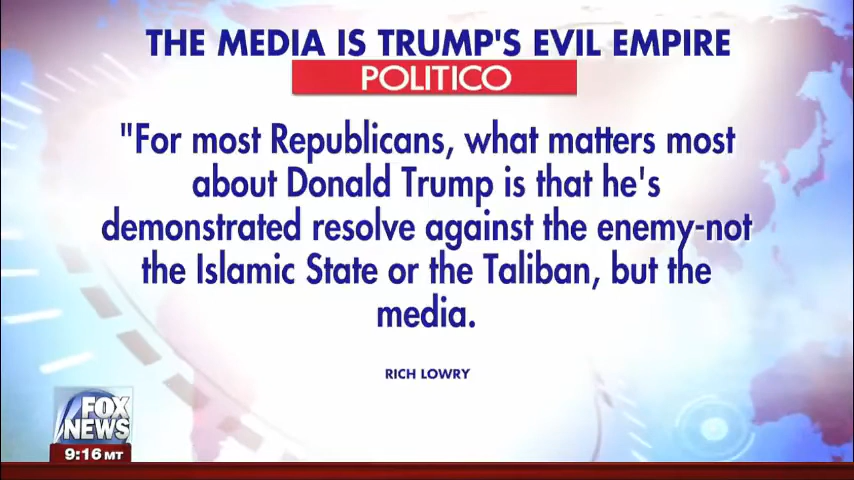 THE MEDIA IS TRUMP'S EVIL EMPIRE
POLITICO
"For most Republicans, what matters most
about Donald Trump is that he's
demonstrated resolve against the enemy-not
the Islamic State or the Taliban, but the
media.
RICH LOWRY
FOX
NEWS
9:16 MT